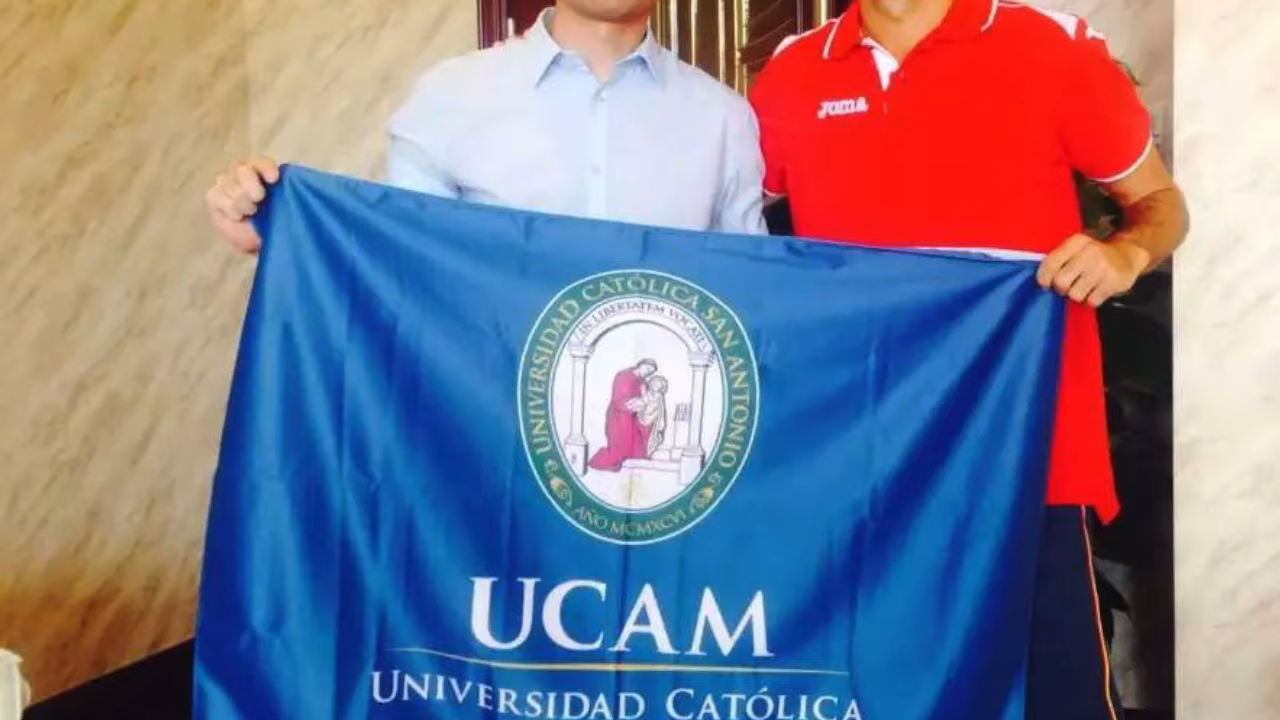 Joma
UNIVERSIDAD CATÓLICA SAN ANTONIO
IN LIBERTATEM VOCATI
AÑO MCMXCVI
UCAM
UNIVERSIDAD CATÓLICA